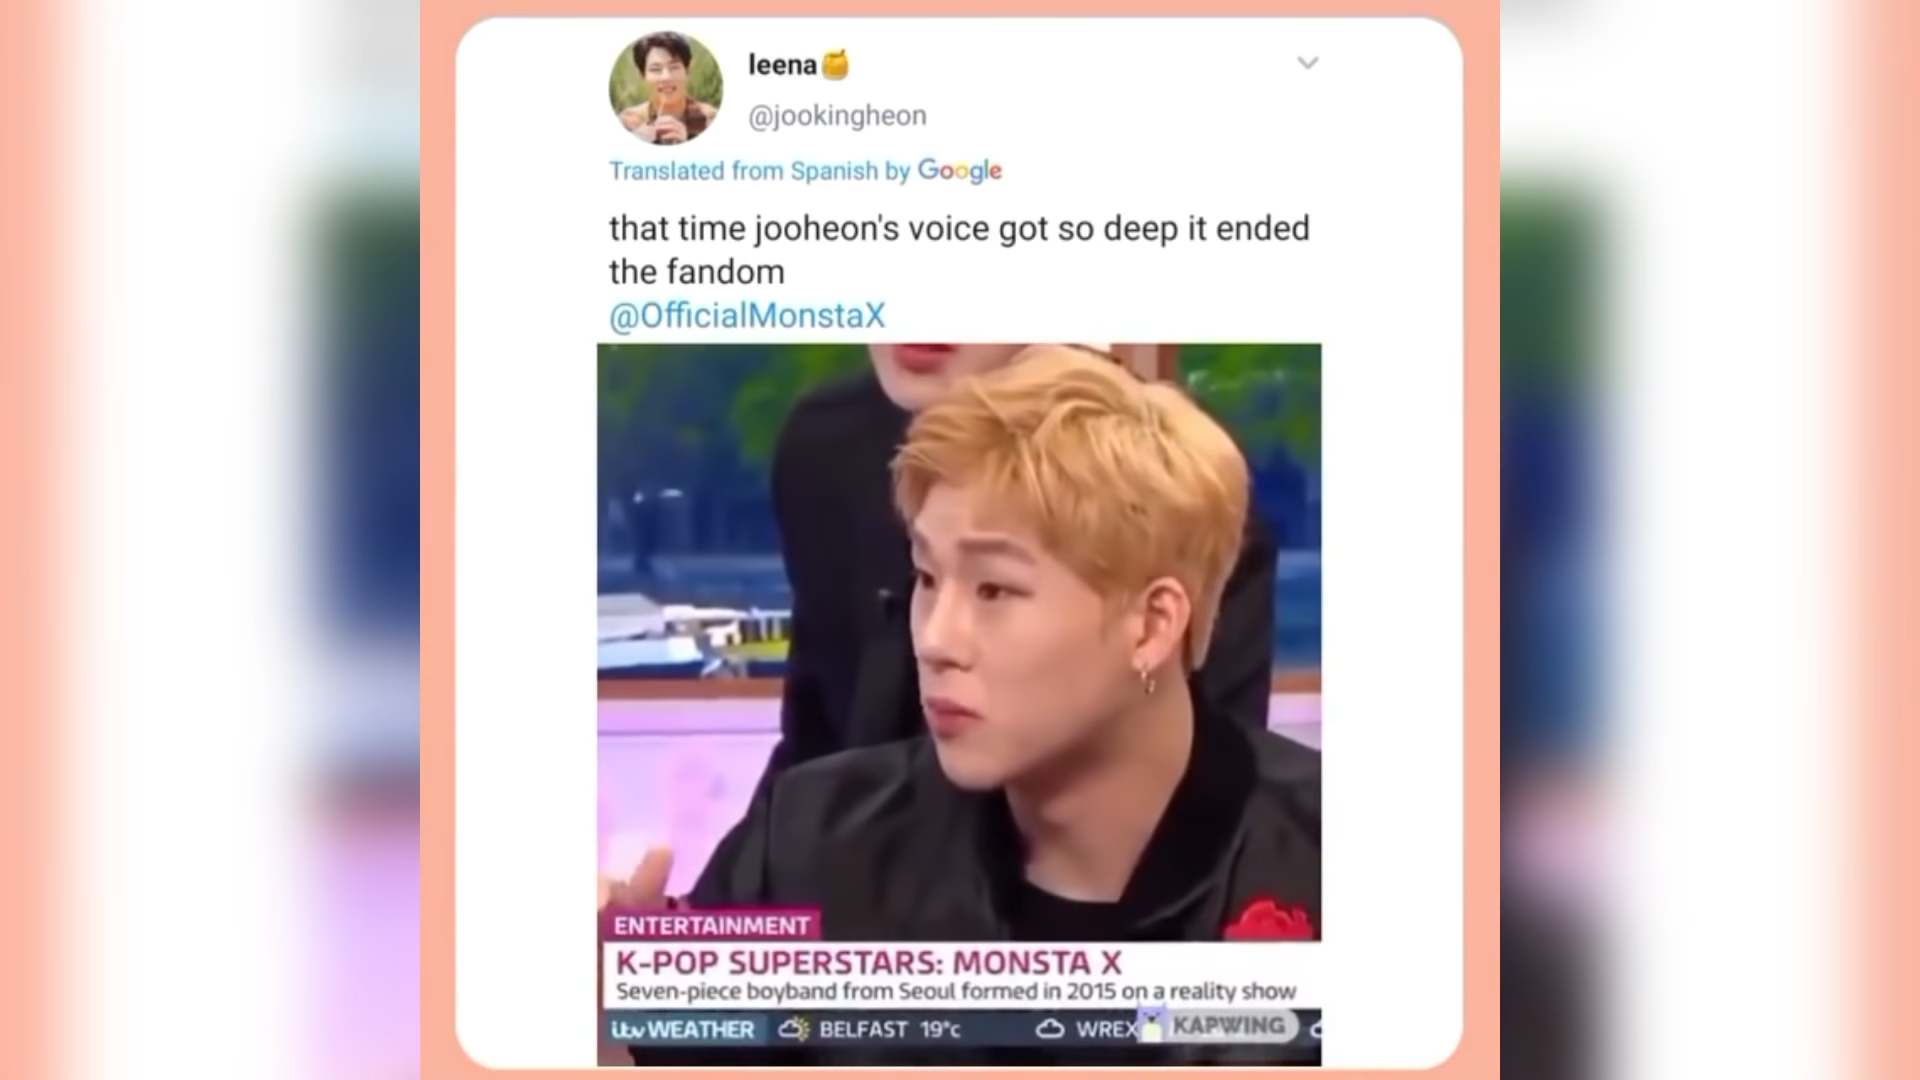 leena🍯
@jookingheon
Translated from Spanish by Google
that time jooheon's voice got so deep it ended
the fandom
@OfficialMonstaX
ENTERTAINMENT
K-POP SUPERSTARS: MONSTA X
Seven-piece boyband from Seoul formed in 2015 on a reality show
itv WEATHER BELFAST 19°c WREX KAPWING